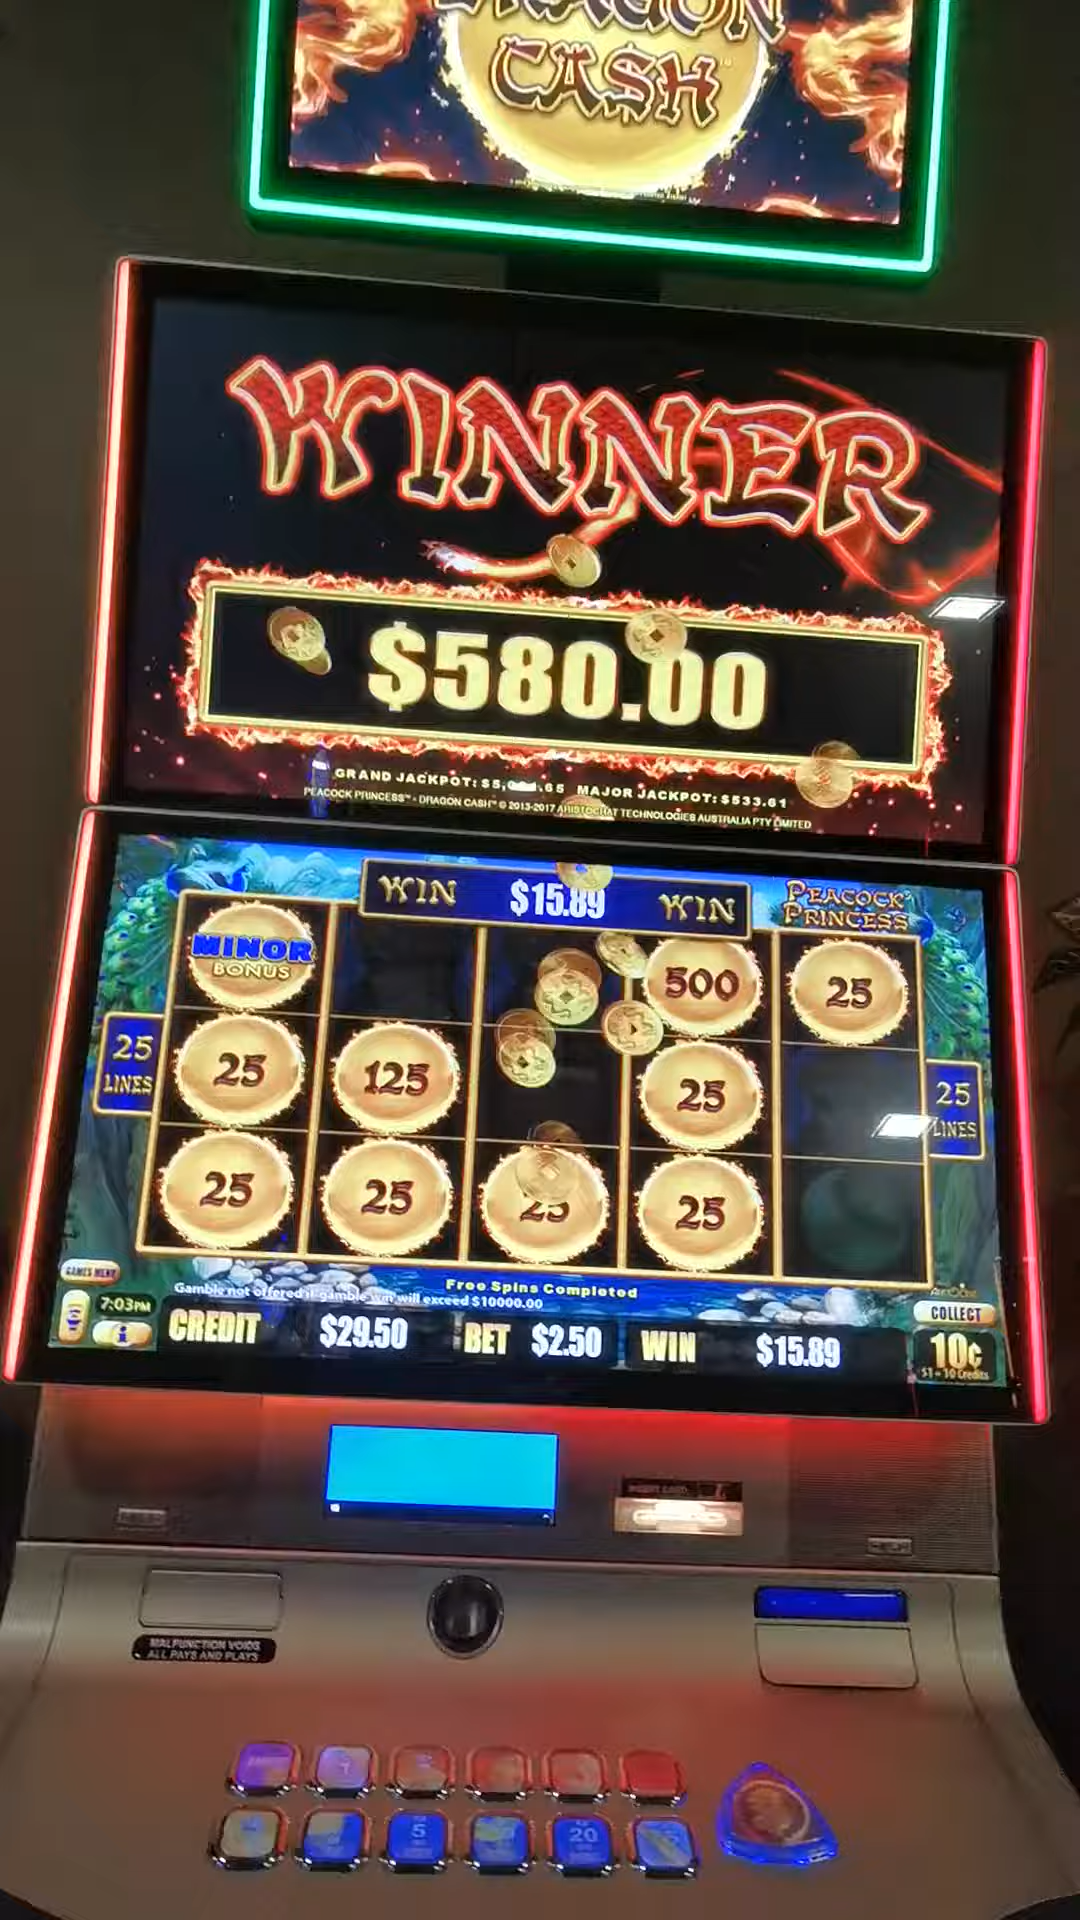 DRAGON
CASH™
WINNER
$580.00
GRAND JACKPOT: $5, .65 MAJOR JACKPOT: $533.61
PEACOCK PRINCESS™ - DRAGON CASH™ © 2013-2017 ARISTOCRAT TECHNOLOGIES AUSTRALIA PTY LIMITED
WIN $15.89 WIN
PEACOCK
PRINCESS
MINOR
BONUS
500
25
25
LINES
25
125
25
25
LINES
25
25
25
25
Free Spins Completed
Gamble not offered if gamble win will exceed $10000.00
GAMES MENU
7:03PM
i
CREDIT $29.50 BET $2.50 WIN $15.89
COLLECT
10¢
$1 = 10 Credits
MALFUNCTION VOIDS
ALL PAYS AND PLAYS
5
20